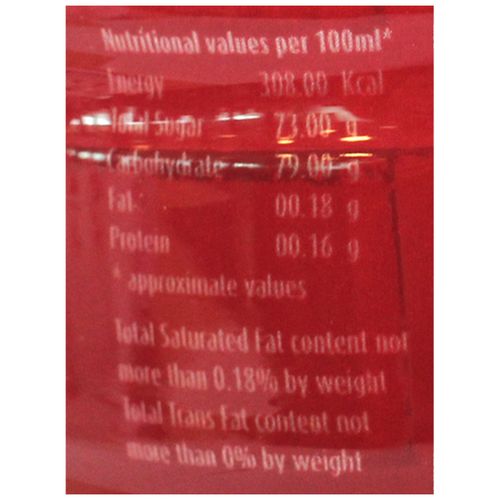 Nutritional values per 100ml*
Energy 308.00 Kcal
Total Sugar 73.00 g
Carbohydrate 79.00 g
Fat 00.18 g
Protein 00.16 g
* approximate values
Total Saturated Fat content not
more than 0.18% by weight
Total Trans Fat content not
more than 0% by weight